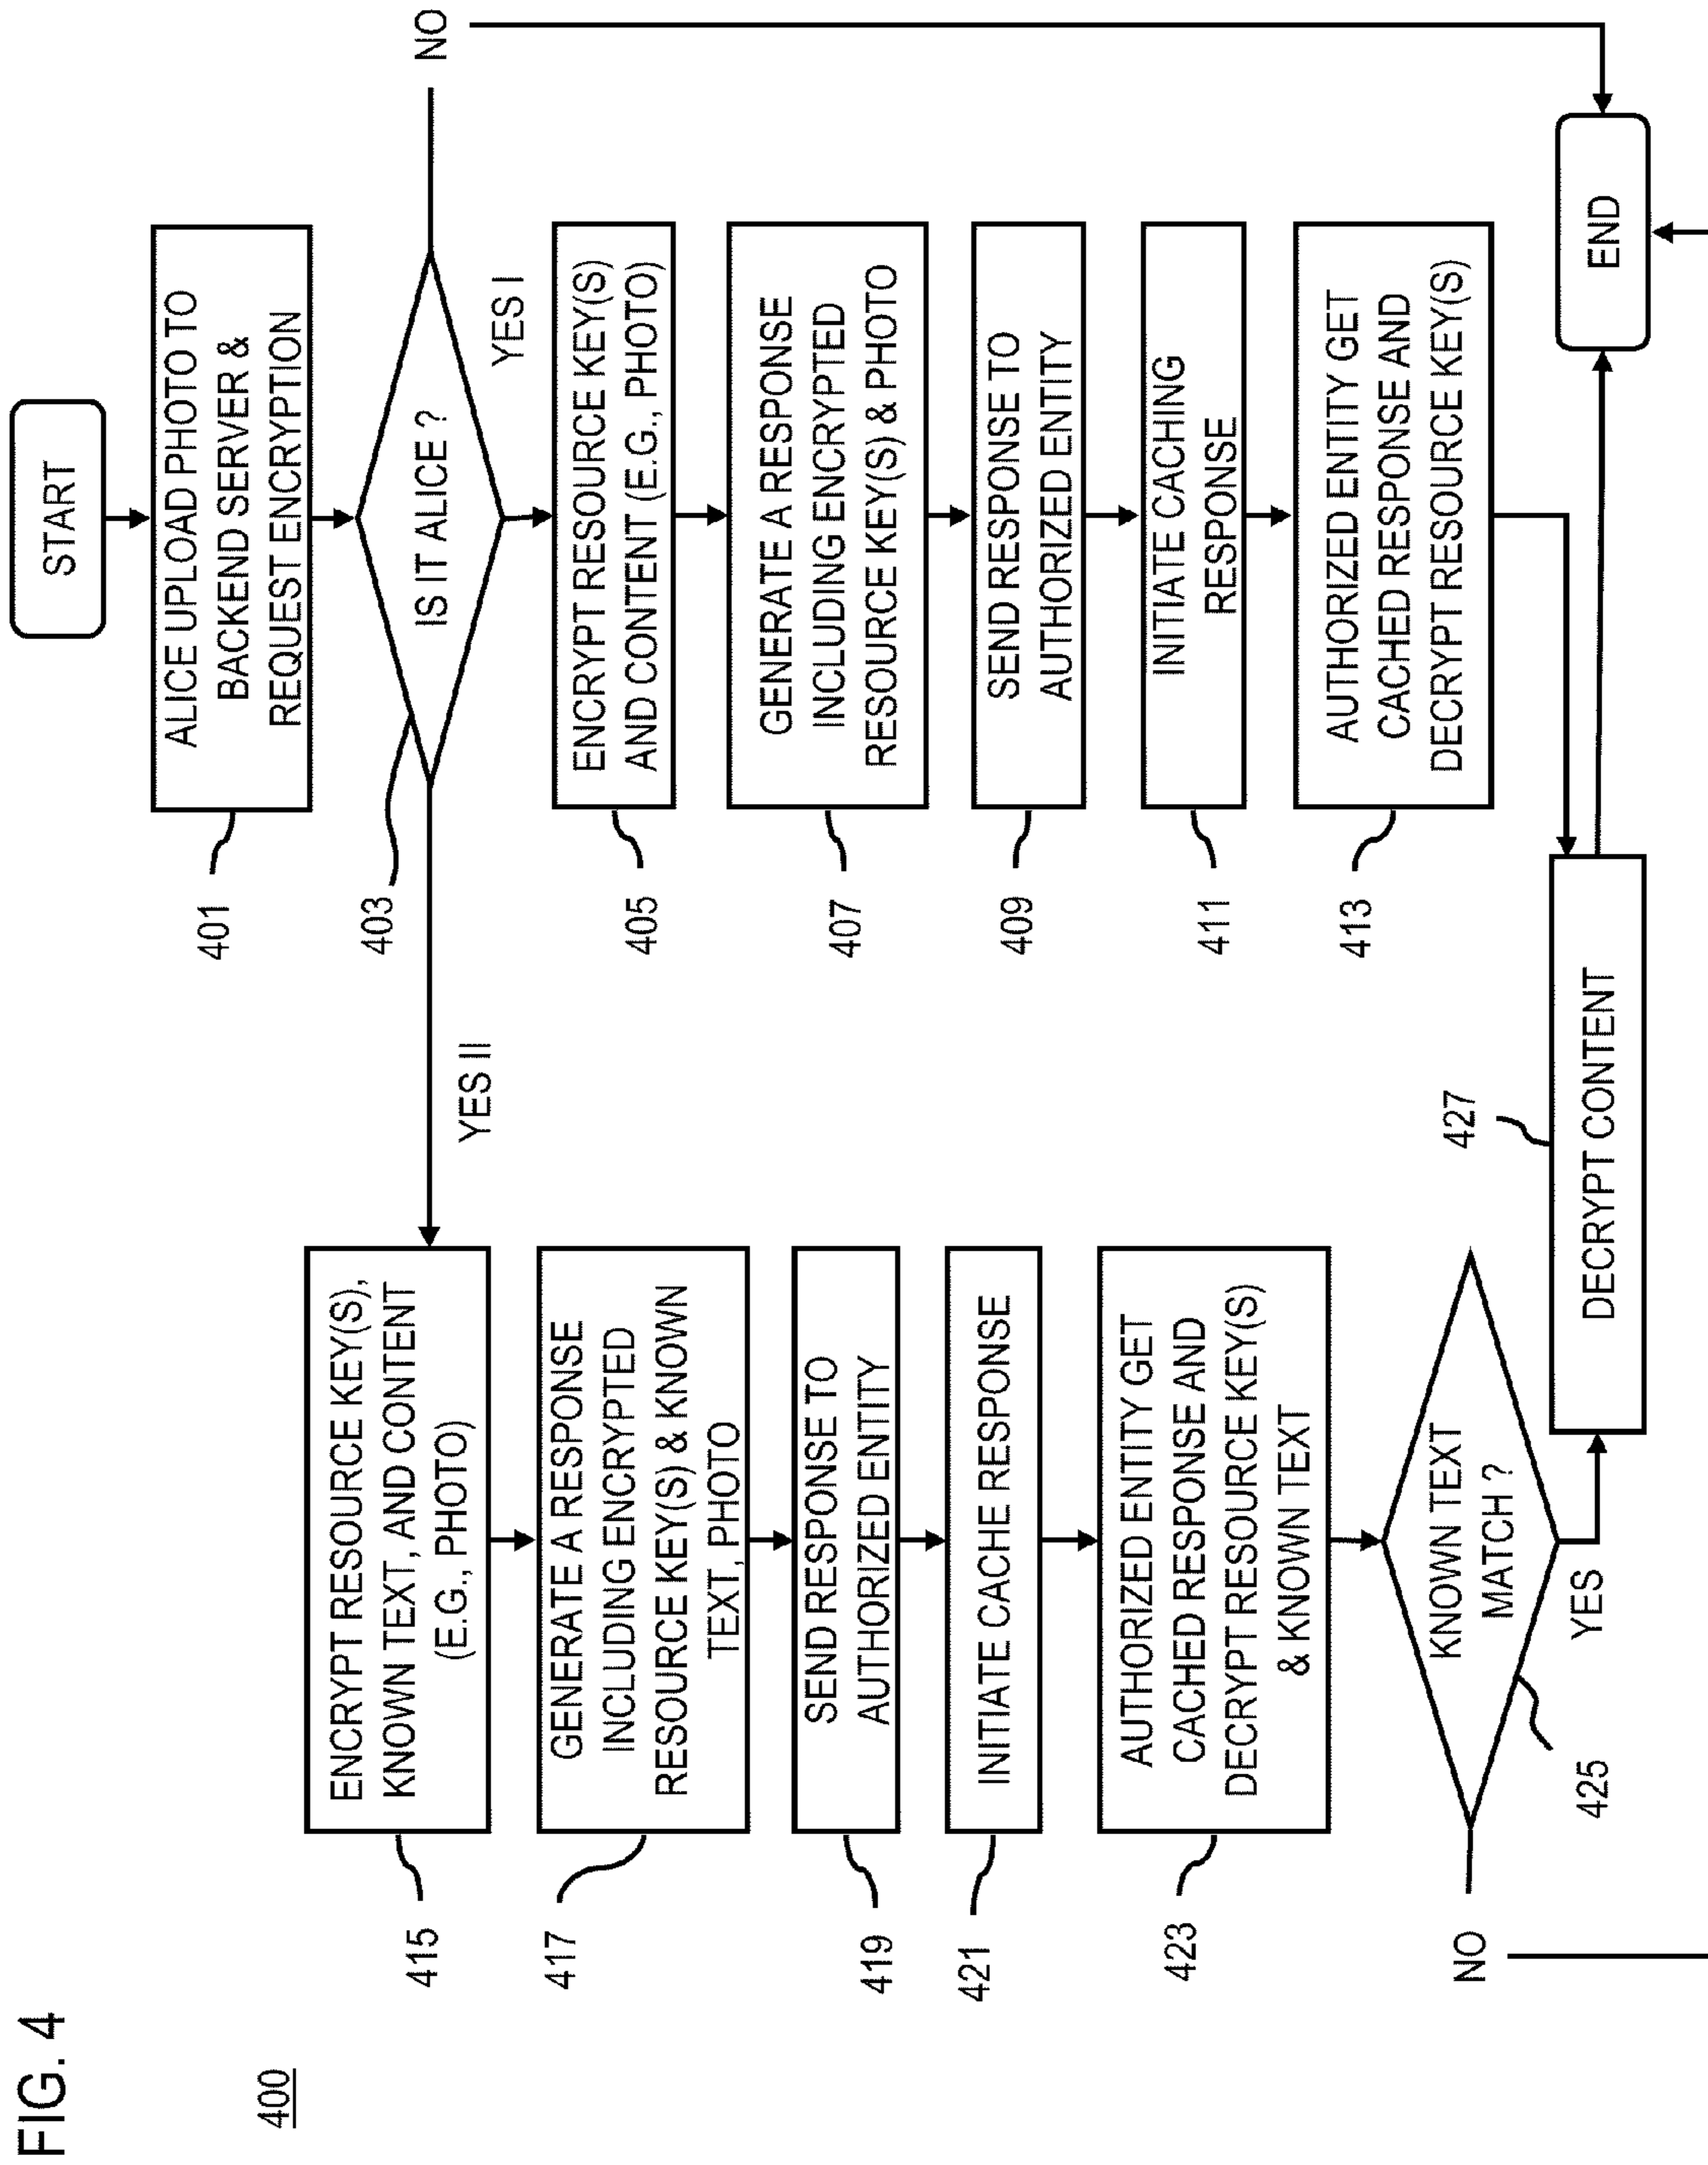 FIG. 4
400
START
ALICE UPLOAD PHOTO TO
BACKEND SERVER &
REQUEST ENCRYPTION
401
IS IT ALICE ?
403
NO
YES I
YES II
ENCRYPT RESOURCE KEY(S)
AND CONTENT (E.G., PHOTO)
405
GENERATE A RESPONSE
INCLUDING ENCRYPTED
RESOURCE KEY(S) & PHOTO
407
SEND RESPONSE TO
AUTHORIZED ENTITY
409
INITIATE CACHING
RESPONSE
411
AUTHORIZED ENTITY GET
CACHED RESPONSE AND
DECRYPT RESOURCE KEY(S)
413
ENCRYPT RESOURCE KEY(S),
KNOWN TEXT, AND CONTENT
(E.G., PHOTO)
415
GENERATE A RESPONSE
INCLUDING ENCRYPTED
RESOURCE KEY(S) & KNOWN
TEXT, PHOTO
417
SEND RESPONSE TO
AUTHORIZED ENTITY
419
INITIATE CACHE RESPONSE
421
AUTHORIZED ENTITY GET
CACHED RESPONSE AND
DECRYPT RESOURCE KEY(S)
& KNOWN TEXT
423
KNOWN TEXT
MATCH ?
425
NO
YES
DECRYPT CONTENT
427
END